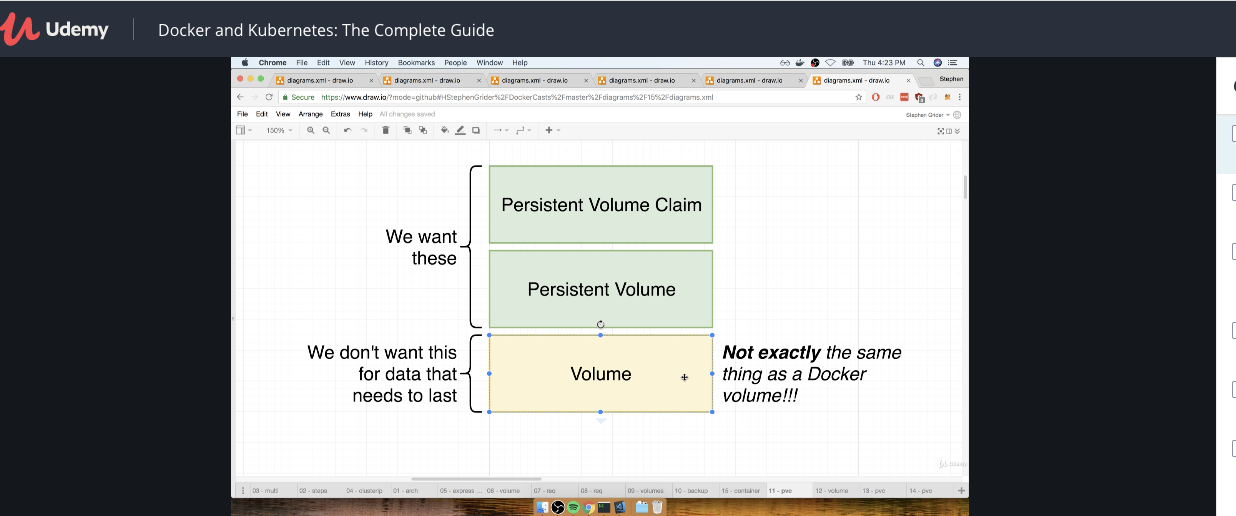 Udemy
Docker and Kubernetes: The Complete Guide
Chrome File Edit View History Bookmarks People Window Help
Thu 4:23 PM
diagrams.xml - draw.io
diagrams.xml - draw.io
diagrams.xml - draw.io
diagrams.xml - draw.io
diagrams.xml - draw.io
diagrams.xml - draw.io
Stephen
Secure https://www.draw.io/?mode=github#HStephenGrider%2FDockerCasts%2Fmaster%2Fdiagrams%2F16%2Fdiagrams.xml
File Edit View Arrange Extras Help All changes saved
Stephen Grider
150%
Persistent Volume Claim
We want
these
Persistent Volume
We don't want this
for data that
needs to last
Volume
Not exactly the same
thing as a Docker
volume!!!
03 - multi 02 - steps 04 - clusterip 01 - arch 05 - express ... 06 - volume 07 - req 08 - req 09 - volumes 10 - backup 15 - container 11 - pvc 12 - volume 13 - pvc 14 - pvc